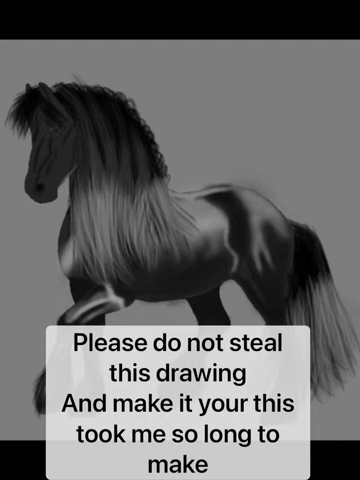 Please do not steal
this drawing
And make it your this
took me so long to
make